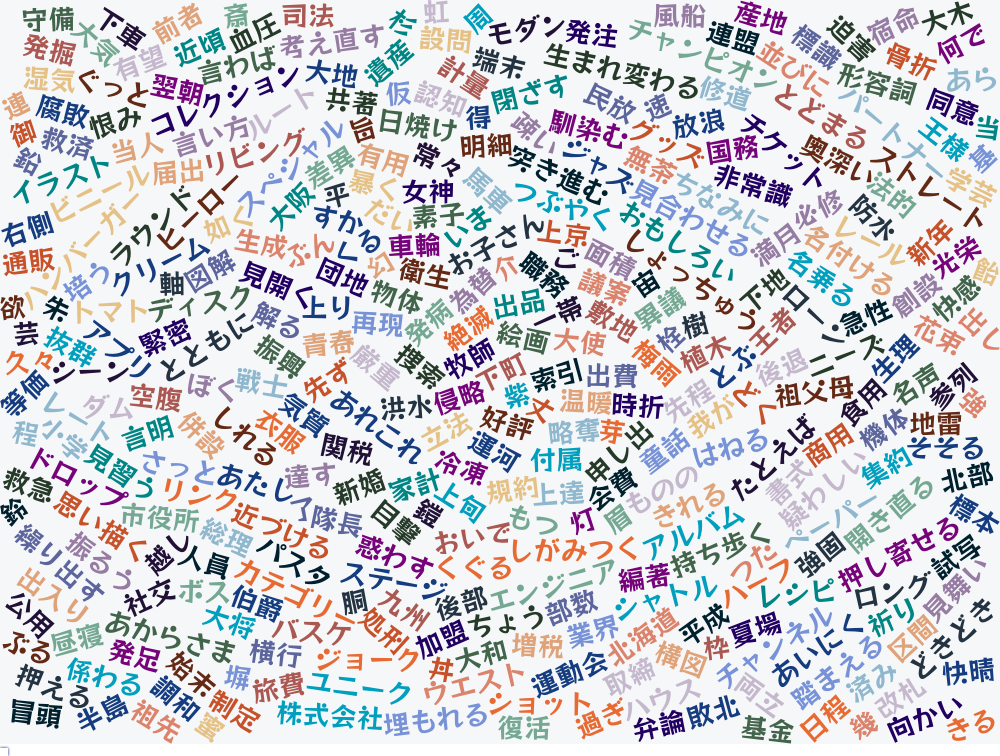 守備
下車
前者
斎
司法
だ
虹
固
モダン
発注
風船
産地
標識
迫害
宿命
大木
発掘
大気
有望
近頃
血圧
考え直す
遺産
設問
端末
生まれ変わる
チャンピオン
連盟
並びに
形容詞
骨折
何で
湿気
ぐっと
翌朝
言わば
コレクション
大地
仮
認知
計量
閉ざす
民放
速
修道
とどまる
パートナー
同意
あら
当
運
御
腐敗
恨み
共著
日焼け
得
疎い
馴染む
グッズ
放浪
チケット
奥深い
王様
救済
当人
言い方
ルート
明細
突き進む
ジャズ
無茶
国務
ストレート
学芸
イラスト
ビニール
届出
リビング
スペシャル
差異
有用
常々
馬車
見合わせる
ちなみに
非常識
法的
右側
ハンバーガー
ラウンド
ヒーロー
如く
大阪
平
暴く
女神
素子
つぶやく
おもしろい
満月
必修
防水
レール
新年
光栄
通販
培う
クリーム
生成
ぶんん
すかる
車輪
いま
お子さん
上京
面積
しょっちゅう
名付ける
名乗る
飴
欲
朱
トマト
ディスク
軸
図解
見開く
団地
幻
衛生
為替
介
職務
ご
議案
宙
下地
創設
快感
芸
抜群
アプリ
緊密
とともに
解る
上り
再現
物体
疾病
絶滅
出品
一帯
敷地
異議
急性
花束
出し
久々
シーン
振興
青春
厳重
捜索
牧師
絵画
大使
梅雨
怪
樹
植木
王者
どぶ
後退
ニーズ
生理
等価
レート
ダム
空腹
ぼく
戦士
先ず
洪水
侵略
下町
紫
索引
出費
温暖
時折
先程
祖父母
食用
名声
参列
程
小学
言明
併設
しれる
衣服
気質
あれこれ
立法
好評
丈
略奪
芽
我が
商用
機体
地雷
強
ドロップ
見習う
さっと
あたし
達す
関税
冷凍
運河
付属
申し出
童話
はねる
たとえば
集約
そそる
救急
思い描く
リンク
近づける
隊長
新婚
家計
上旬
規約
上達
会費
ものの
書式
疑わしい
北部
鈴
繰り出す
市役所
総理
目撃
鎧
おいで
もつ
灯
眉
きれる
アルバム
ペーパー
開き直る
標本
振るう
越し
人員
パスタ
惑わす
くぐる
しがみつく
編著
持ち歩く
強固
押し寄せる
試写
出入り
社交
ボス
伯爵
カテゴリー
ステージ
胴
九州
後部
エンジニア
シャトル
ハーフ
つた
レシピ
ロング
見舞い
公用
昼寝
あからさま
大将
バスケ
処刑
加盟
ちょう
部数
業界
北海道
平成
夏場
祈り
ぶる
係わる
発足
始末
横行
ジョーク
丼
大和
増税
構図
枠
チャンネル
あいにく
区間
どきどき
押える
半島
調和
堀
旅費
ユニーク
ウエスト
運動会
取締
両立
踏まえる
済み
快晴
冒頭
祖先
蜜
制定
株式会社
埋もれる
ショット
復活
過ぎ
ハウス
弁論
敗北
基金
日程
幾
改札
向かい
きる